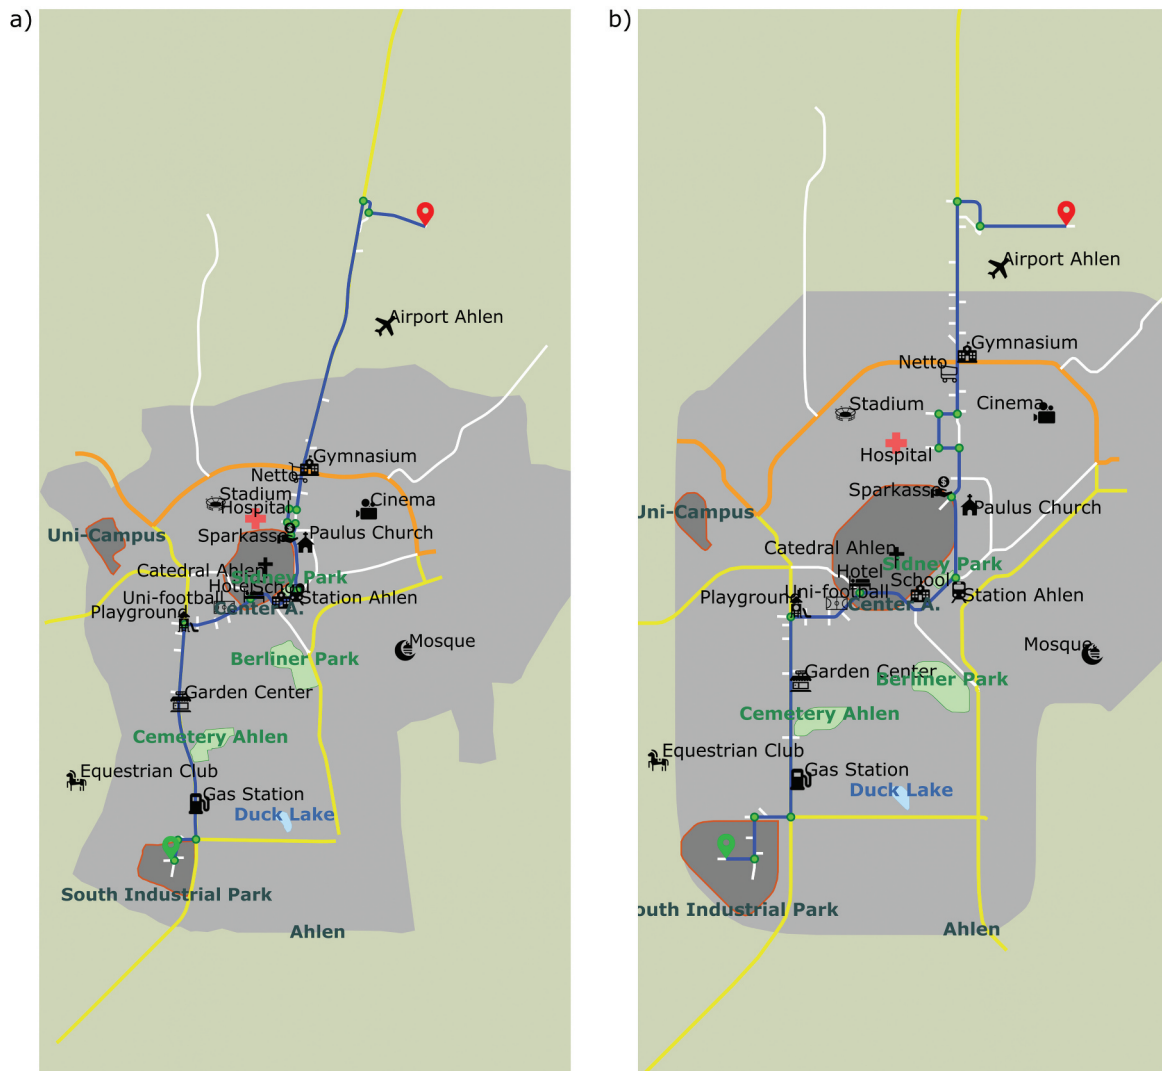 a)
Airport Ahlen
Gymnasium
Netto
Stadium
Hospital
Cinema
Sparkasse
Paulus Church
Uni-Campus
Catedral Ahlen
Sidney Park
Hotel
School
Station Ahlen
Uni-football
Center A.
Playground
Mosque
Berliner Park
Garden Center
Cemetery Ahlen
Equestrian Club
Gas Station
Duck Lake
South Industrial Park
Ahlen
b)
Airport Ahlen
Gymnasium
Netto
Stadium
Cinema
Hospital
Sparkasse
Paulus Church
Uni-Campus
Catedral Ahlen
Sidney Park
Hotel
School
Uni-football
Station Ahlen
Playground
Center A.
Mosque
Garden Center
Berliner Park
Cemetery Ahlen
Equestrian Club
Gas Station
Duck Lake
outh Industrial Park
Ahlen